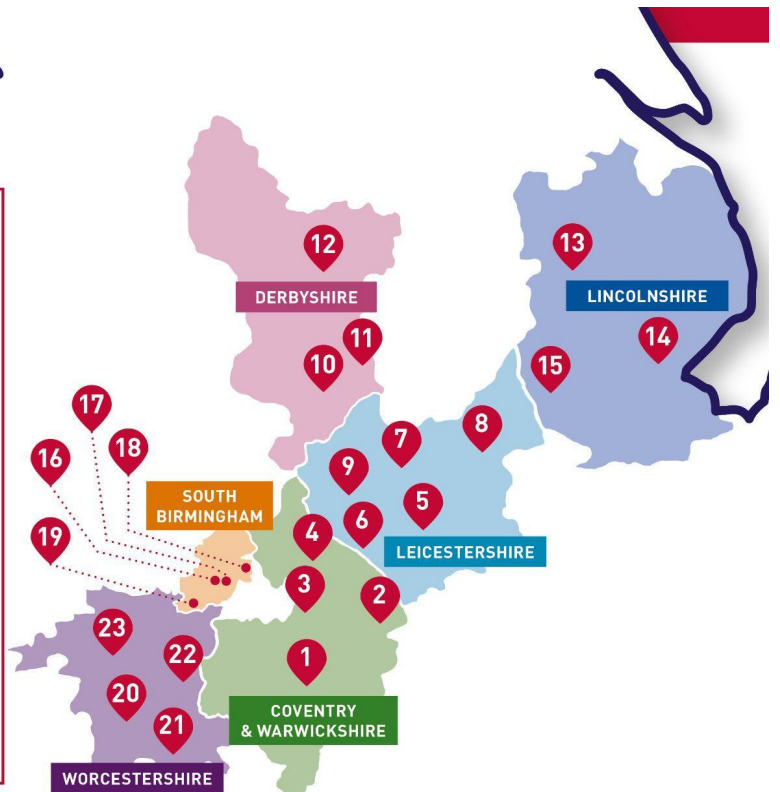 12
13
DERBYSHIRE
LINCOLNSHIRE
11
14
10
15
17
8
18
7
16
9
SOUTH
BIRMINGHAM
5
19
4
6
LEICESTERSHIRE
3
2
23
22
1
20
COVENTRY
& WARWICKSHIRE
21
WORCESTERSHIRE